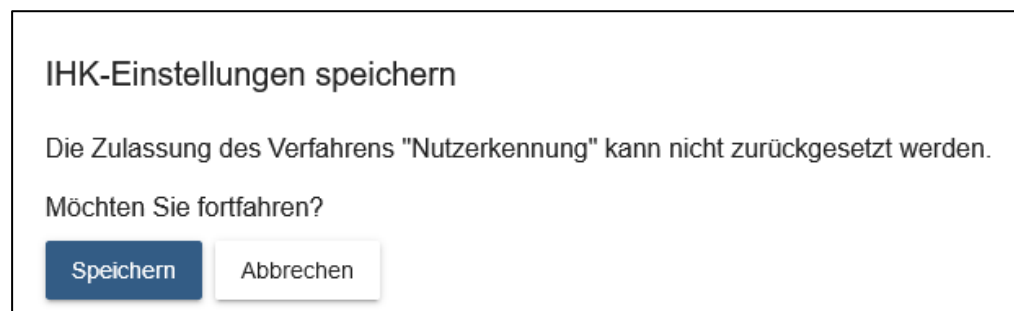 IHK-Einstellungen speichern
Die Zulassung des Verfahrens "Nutzerkennung" kann nicht zurückgesetzt werden.
Möchten Sie fortfahren?
Speichern
Abbrechen